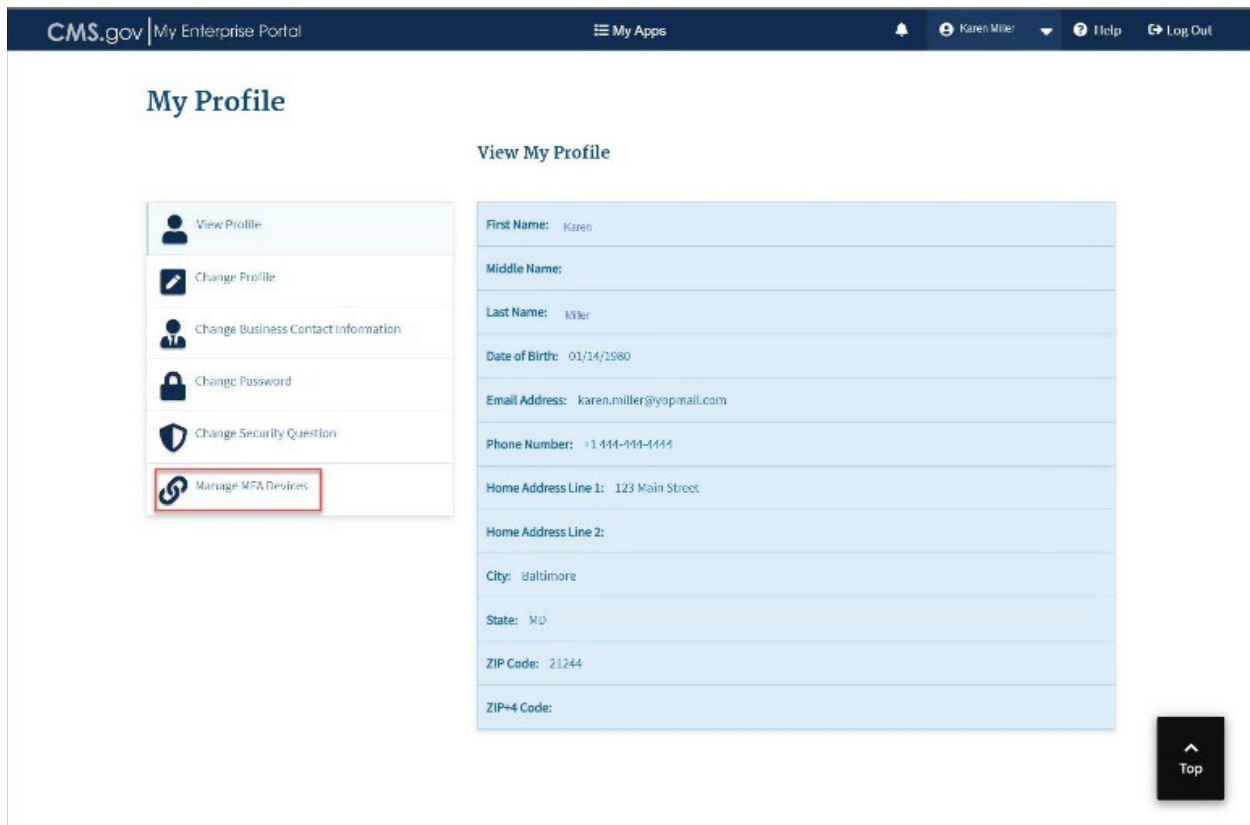 CMS.gov | My Enterprise Portal
My Apps
Karen Miller
Help
Log Out
My Profile
View My Profile
View Profile
Change Profile
Change Business Contact Information
Change Password
Change Security Question
Manage MFA Devices
First Name: Karen
Middle Name:
Last Name: Miller
Date of Birth: 01/14/1980
Email Address: karen.miller@yopmail.com
Phone Number: +1 444-444-4444
Home Address Line 1: 123 Main Street
Home Address Line 2:
City: Baltimore
State: MD
ZIP Code: 21244
ZIP+4 Code:
Top